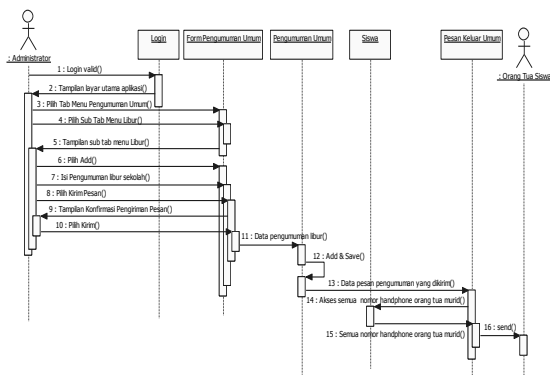 Login
Form Pengumuman Umum
Pengumuman Umum
Siswa
Pesan Keluar Umum
: Administrator
: Orang Tua Siswa
1 : Login valid()
2 : Tampilan layar utama aplikasi()
3 : Pilih Tab Menu Pengumuman Umum()
4 : Pilih Sub Tab Menu Libur()
5 : Tampilan sub tab menu Libur()
6 : Pilih Add()
7 : Isi Pengumuman libur sekolah()
8 : Pilih Kirim Pesan()
9 : Tampilan Konfirmasi Pengiriman Pesan()
10 : Pilih Kirim()
11 : Data pengumuman libur()
12 : Add & Save()
13 : Data pesan pengumuman yang dikirim()
14 : Akses semua nomor handphone orang tua murid()
15 : Semua nomor handphone orang tua murid()
16 : send()